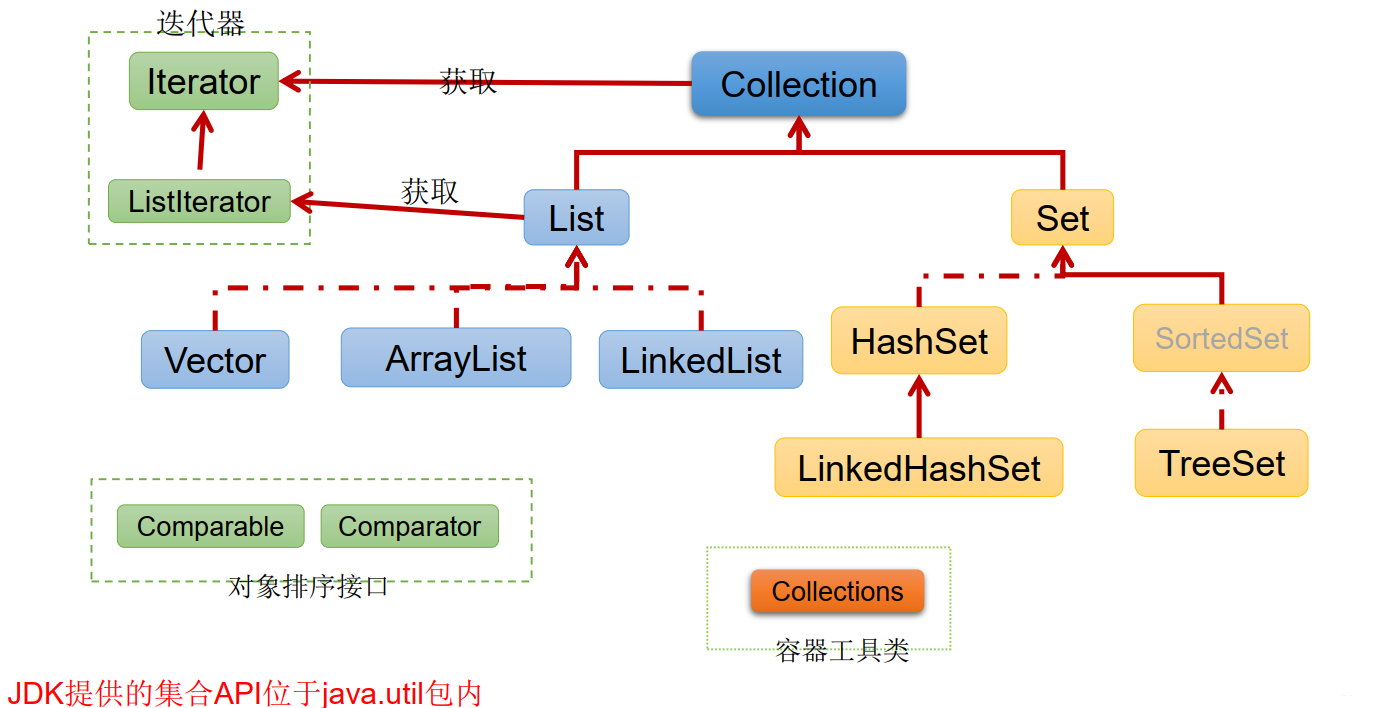 迭代器
Iterator
获取
Collection
ListIterator
获取
List
Set
Vector
ArrayList
LinkedList
HashSet
SortedSet
LinkedHashSet
TreeSet
Comparable
Comparator
对象排序接口
Collections
容器工具类
JDK提供的集合API位于java.util包内